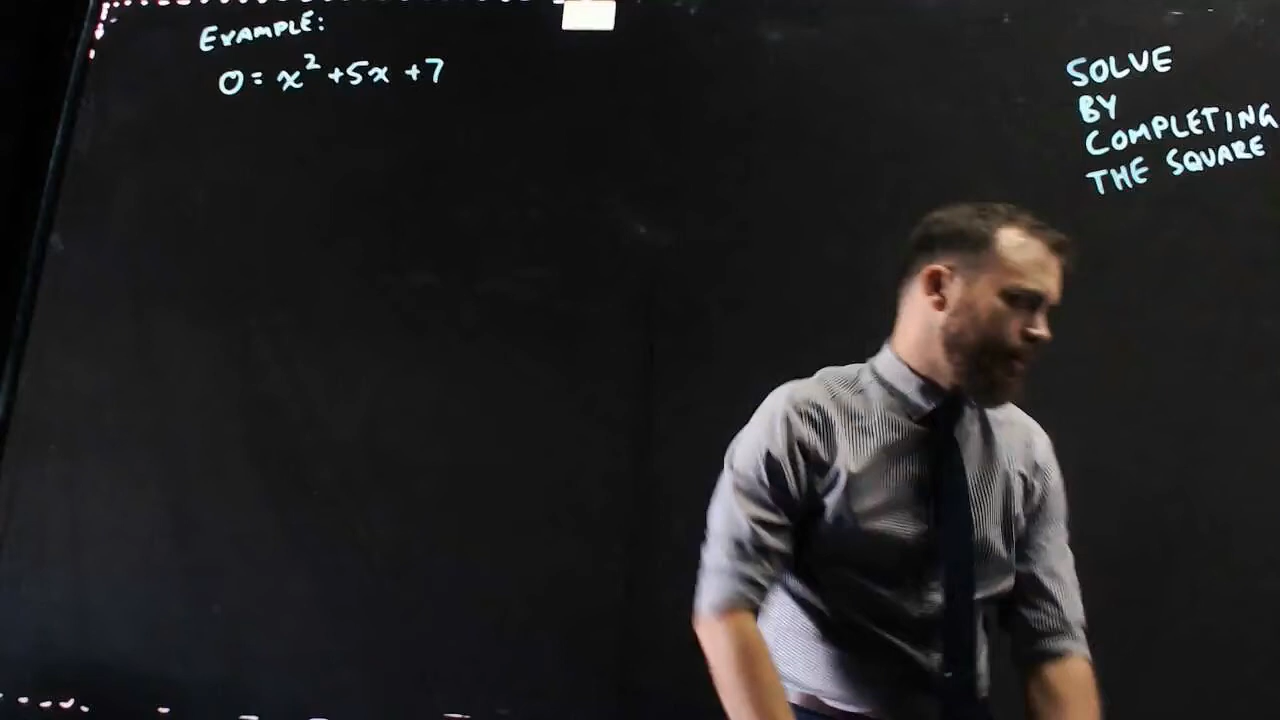 EXAMPLE:
0 = x² + 5x + 7
SOLVE
BY
COMPLETING
THE SQUARE